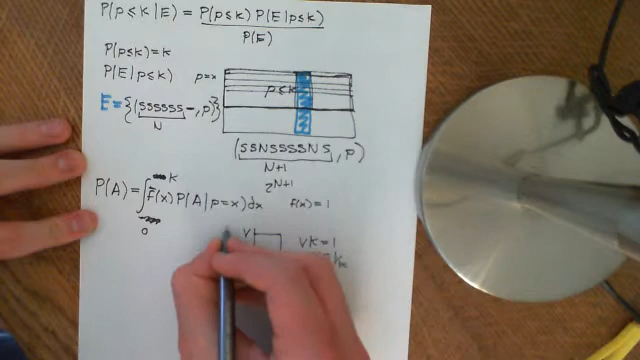 P(p≤k|E) = P(p≤k) P(E|p≤k)
P(E)
P(p≤k) = k
P(E|p≤k)
p=x
p≤k
E = {(SSSSSS–, p)}
N
(SSNSSSSNS, p)
N+1
2^{N+1}
P(A) = ∫ f(x) P(A|p=x) dx
k
0
f(x) = 1
V
Vk = 1